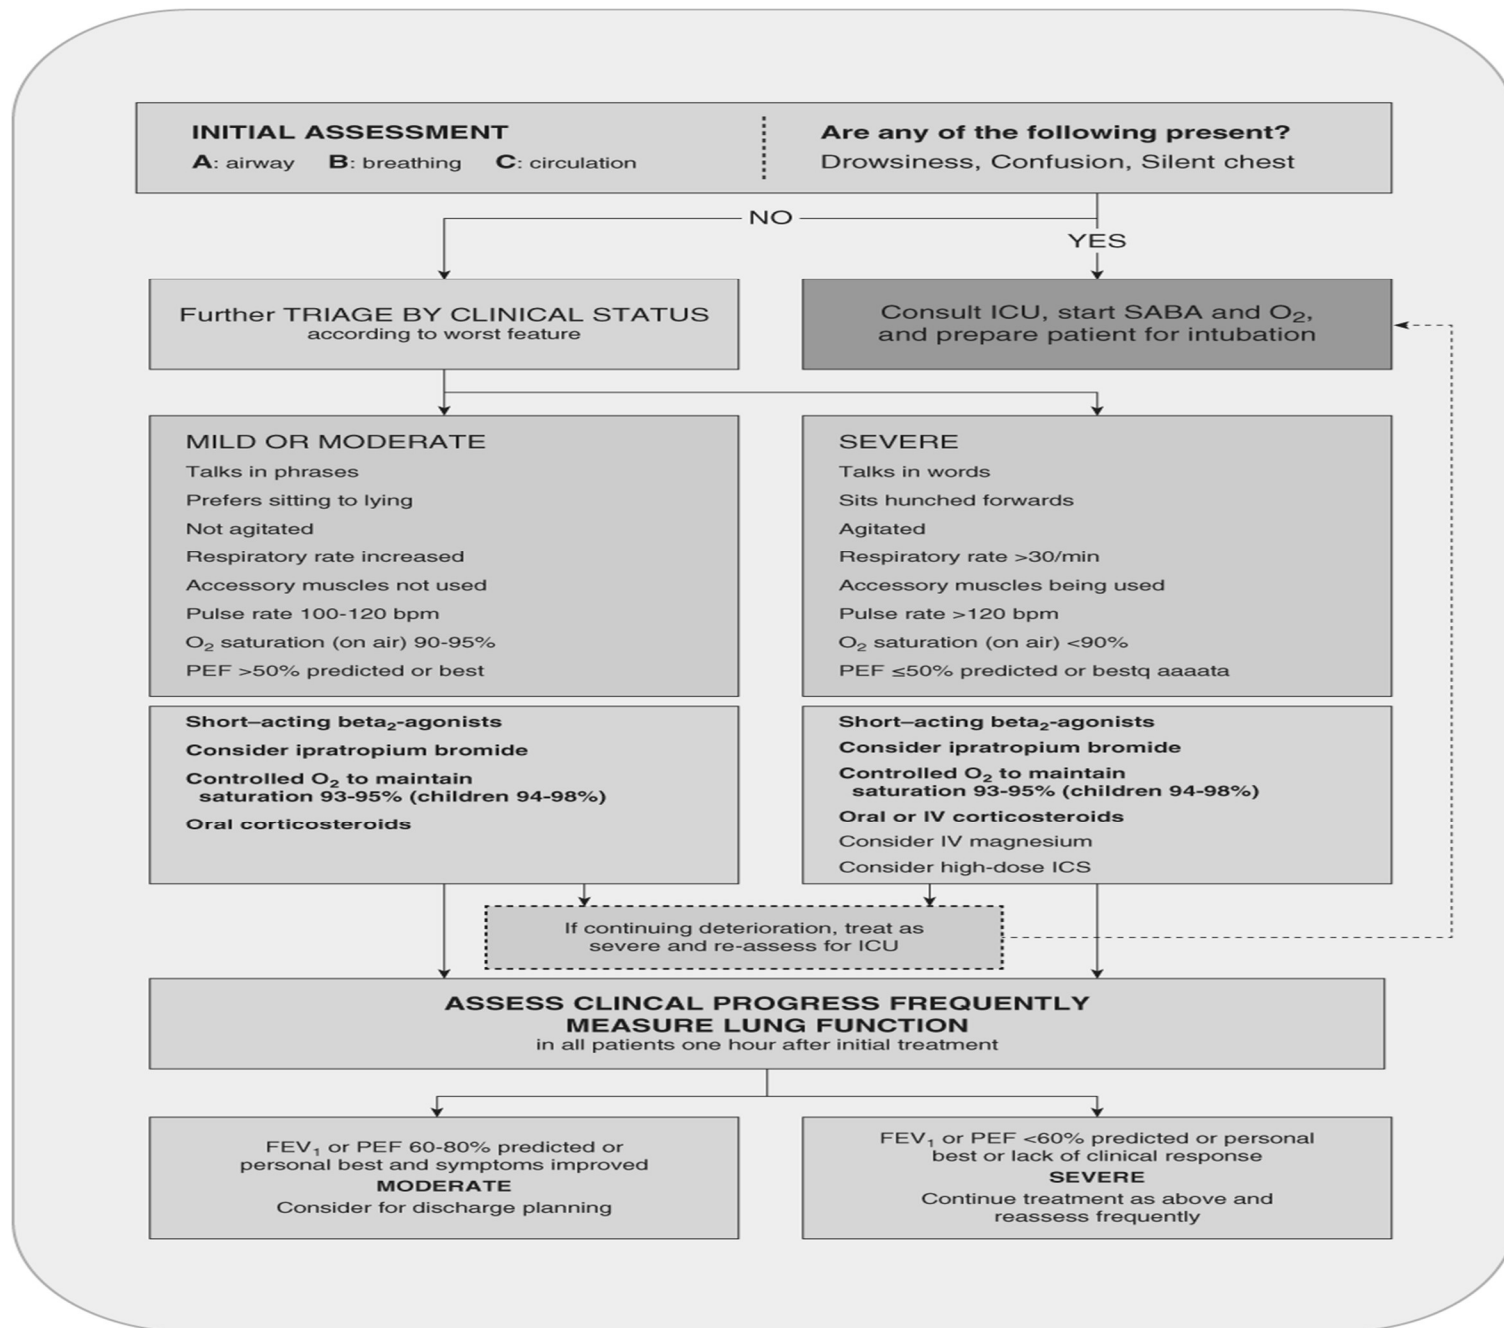 INITIAL ASSESSMENT
A: airway B: breathing C: circulation
Are any of the following present?
Drowsiness, Confusion, Silent chest
NO
YES
Further TRIAGE BY CLINICAL STATUS
according to worst feature
Consult ICU, start SABA and O₂,
and prepare patient for intubation
MILD OR MODERATE
Talks in phrases
Prefers sitting to lying
Not agitated
Respiratory rate increased
Accessory muscles not used
Pulse rate 100-120 bpm
O₂ saturation (on air) 90-95%
PEF >50% predicted or best
SEVERE
Talks in words
Sits hunched forwards
Agitated
Respiratory rate >30/min
Accessory muscles being used
Pulse rate >120 bpm
O₂ saturation (on air) <90%
PEF ≤50% predicted or bestq aaaata
Short–acting beta₂-agonists
Consider ipratropium bromide
Controlled O₂ to maintain
saturation 93-95% (children 94-98%)
Oral corticosteroids
Short–acting beta₂-agonists
Consider ipratropium bromide
Controlled O₂ to maintain
saturation 93-95% (children 94-98%)
Oral or IV corticosteroids
Consider IV magnesium
Consider high-dose ICS
If continuing deterioration, treat as
severe and re-assess for ICU
ASSESS CLINCAL PROGRESS FREQUENTLY
MEASURE LUNG FUNCTION
in all patients one hour after initial treatment
FEV₁ or PEF 60-80% predicted or
personal best and symptoms improved
MODERATE
Consider for discharge planning
FEV₁ or PEF <60% predicted or personal
best or lack of clinical response
SEVERE
Continue treatment as above and
reassess frequently